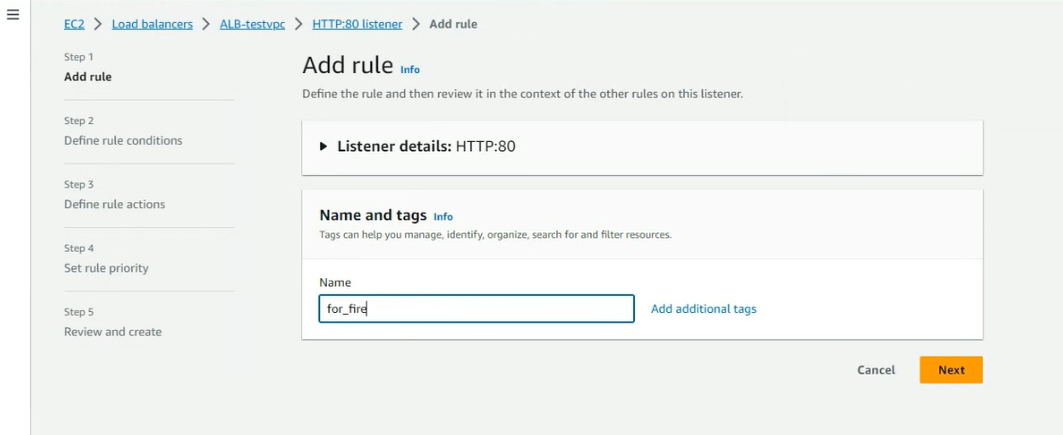 EC2 > Load balancers > ALB-testvpc > HTTP:80 listener > Add rule
Step 1
Add rule
Step 2
Define rule conditions
Step 3
Define rule actions
Step 4
Set rule priority
Step 5
Review and create
Add rule Info
Define the rule and then review it in the context of the other rules on this listener.
Listener details: HTTP:80
Name and tags Info
Tags can help you manage, identify, organize, search for and filter resources.
Name
for_fire
Add additional tags
Cancel
Next